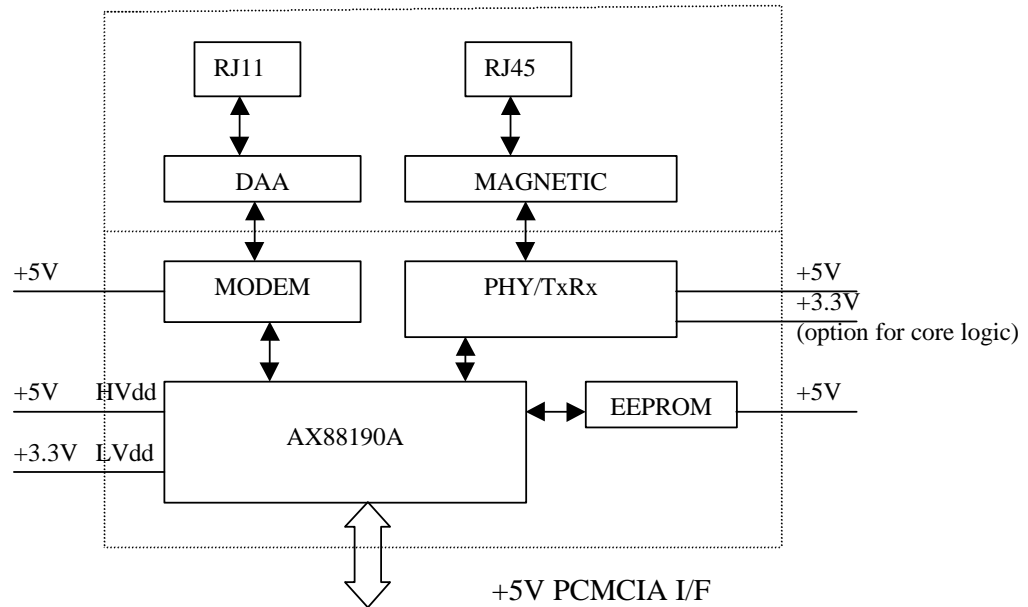 RJ11 RJ45
DAA MAGNETIC
+5V MODEM PHY/TxRx +5V
+3.3V
(option for core logic)
+5V HVdd EEPROM +5V
AX88190A
+3.3V LVdd
+5V PCMCIA I/F